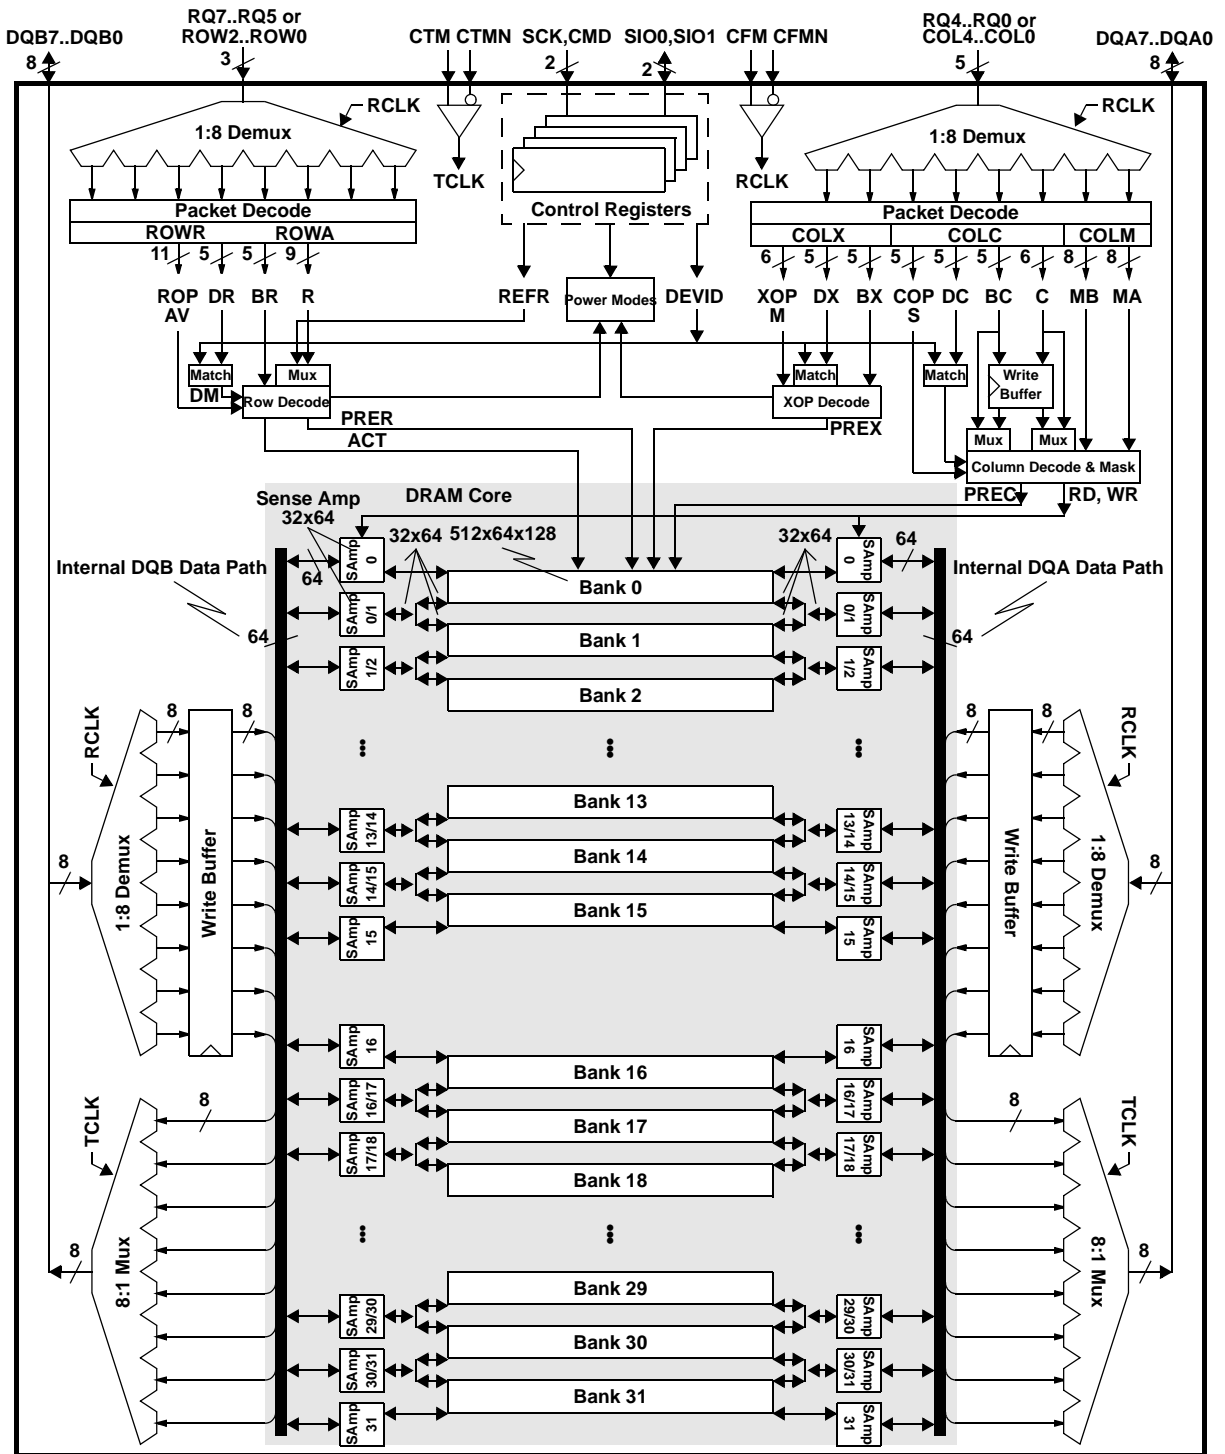 RQ7..RQ5 or
RQ4..RQ0 or
DQB7..DQB0
ROW2..ROW0
CTM CTMN
SCK,CMD
SIO0,SIO1
CFM CFMN
COL4..COL0
DQA7..DQA0
8
3
2
2
5
8
RCLK
RCLK
1:8 Demux
1:8 Demux
TCLK
RCLK
Control Registers
Packet Decode
Packet Decode
ROWR
ROWA
COLX
COLC
COLM
11
5
5
9
6
5
5
5
5
5
6
8
8
ROP
AV
DR
BR
R
REFR
Power Modes
DEVID
XOP
M
DX
BX
COP
S
DC
BC
C
MB
MA
Match
DM
Mux
Row Decode
Match
XOP Decode
Match
Write
Buffer
Mux
Mux
Column Decode & Mask
PRER
ACT
PREX
PREC
RD, WR
Sense Amp
32x64
DRAM Core
32x64
512x64x128
32x64
SAmp
0
SAmp
0
64
64
Internal DQB Data Path
Internal DQA Data Path
Bank 0
SAmp
0/1
SAmp
0/1
64
64
Bank 1
SAmp
1/2
SAmp
1/2
Bank 2
RCLK
8
8
8
8
RCLK
Bank 13
SAmp
13/14
SAmp
13/14
Bank 14
8
1:8 Demux
Write Buffer
SAmp
14/15
SAmp
14/15
Write Buffer
1:8 Demux
8
Bank 15
SAmp
15
SAmp
15
SAmp
16
SAmp
16
Bank 16
TCLK
8
SAmp
16/17
SAmp
16/17
8
TCLK
Bank 17
SAmp
17/18
SAmp
17/18
Bank 18
8
8:1 Mux
8:1 Mux
8
Bank 29
SAmp
29/30
SAmp
29/30
Bank 30
SAmp
30/31
SAmp
30/31
Bank 31
SAmp
31
SAmp
31